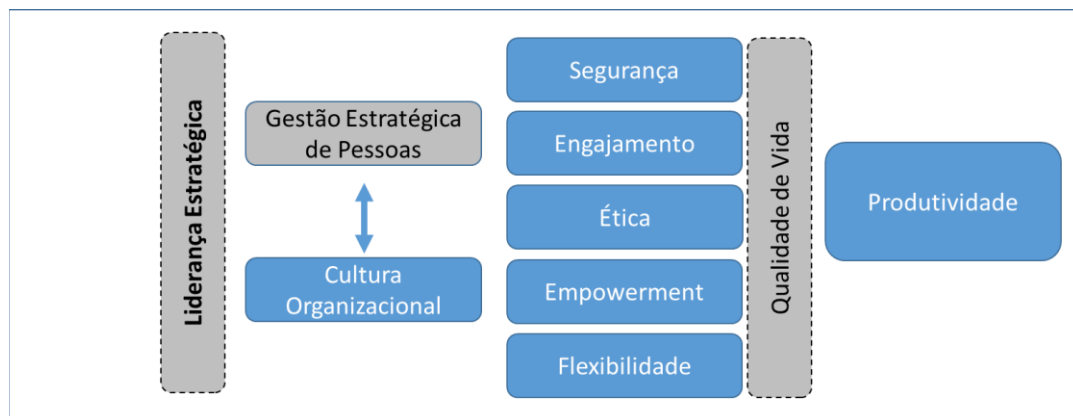 Liderança Estratégica
Gestão Estratégica
de Pessoas
Cultura
Organizacional
Segurança
Engajamento
Ética
Empowerment
Flexibilidade
Qualidade de Vida
Produtividade